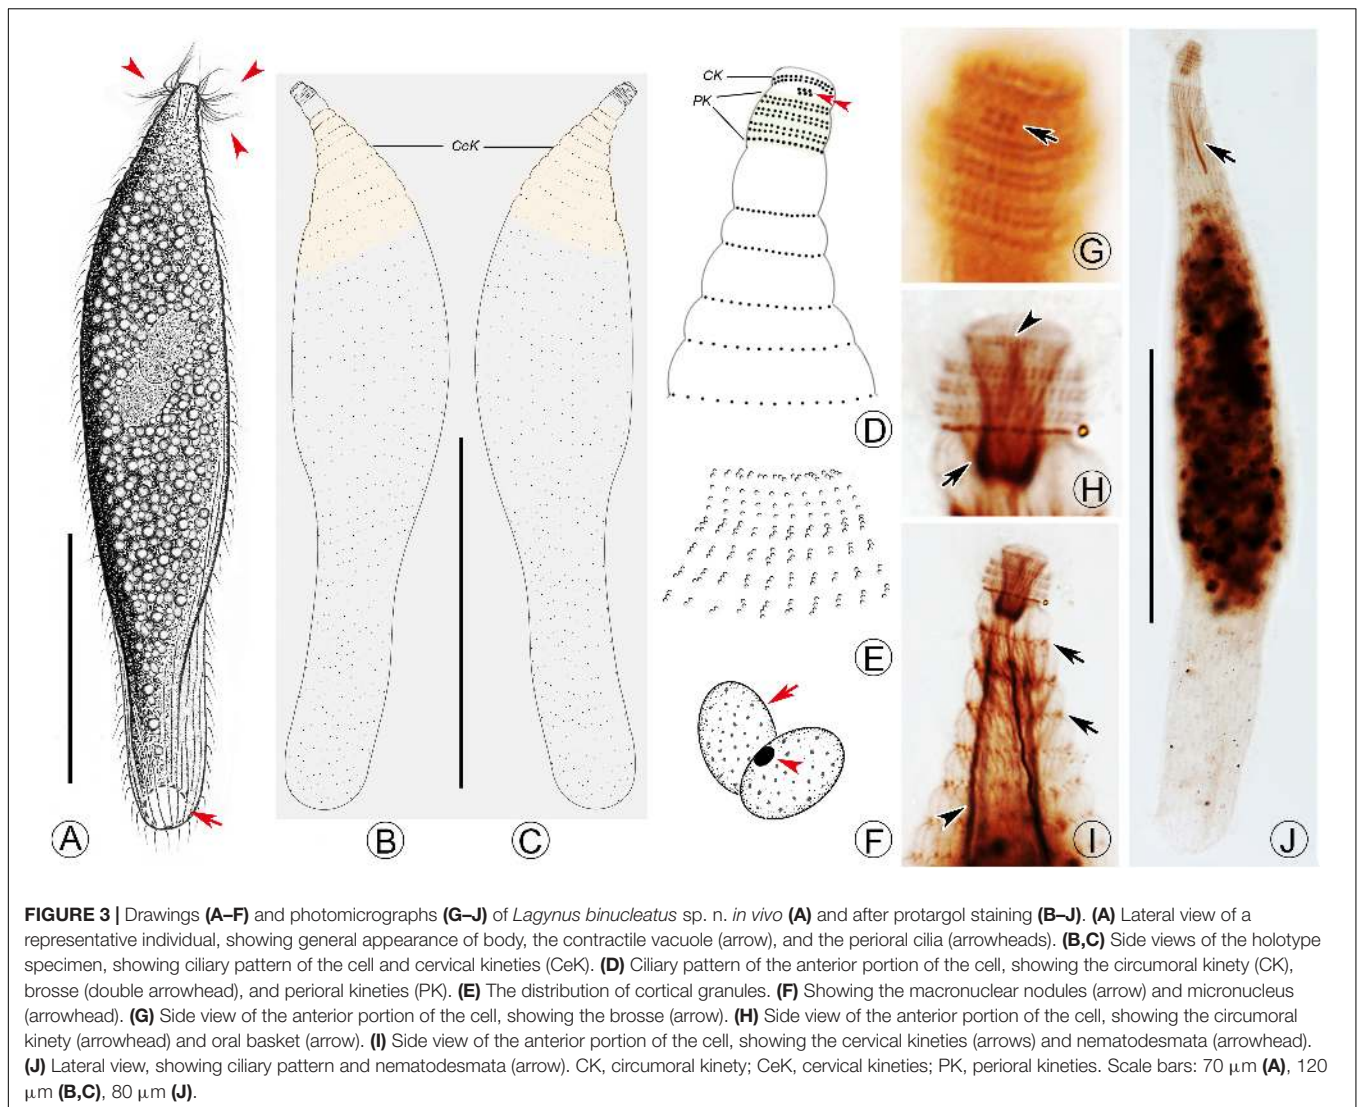 CK
PK
CcK
A
B
C
D
E
F
G
H
I
J
FIGURE 3 | Drawings (A–F) and photomicrographs (G–J) of Lagynus binucleatus sp. n. in vivo (A) and after protargol staining (B–J). (A) Lateral view of a
representative individual, showing general appearance of body, the contractile vacuole (arrow), and the perioral cilia (arrowheads). (B,C) Side views of the holotype
specimen, showing ciliary pattern of the cell and cervical kineties (CeK). (D) Ciliary pattern of the anterior portion of the cell, showing the circumoral kinety (CK),
brosse (double arrowhead), and perioral kineties (PK). (E) The distribution of cortical granules. (F) Showing the macronuclear nodules (arrow) and micronucleus
(arrowhead). (G) Side view of the anterior portion of the cell, showing the brosse (arrow). (H) Side view of the anterior portion of the cell, showing the circumoral
kinety (arrowhead) and oral basket (arrow). (I) Side view of the anterior portion of the cell, showing the cervical kineties (arrows) and nematodesmata (arrowhead).
(J) Lateral view, showing ciliary pattern and nematodesmata (arrow). CK, circumoral kinety; CeK, cervical kineties; PK, perioral kineties. Scale bars: 70 μm (A), 120
μm (B,C), 80 μm (J).